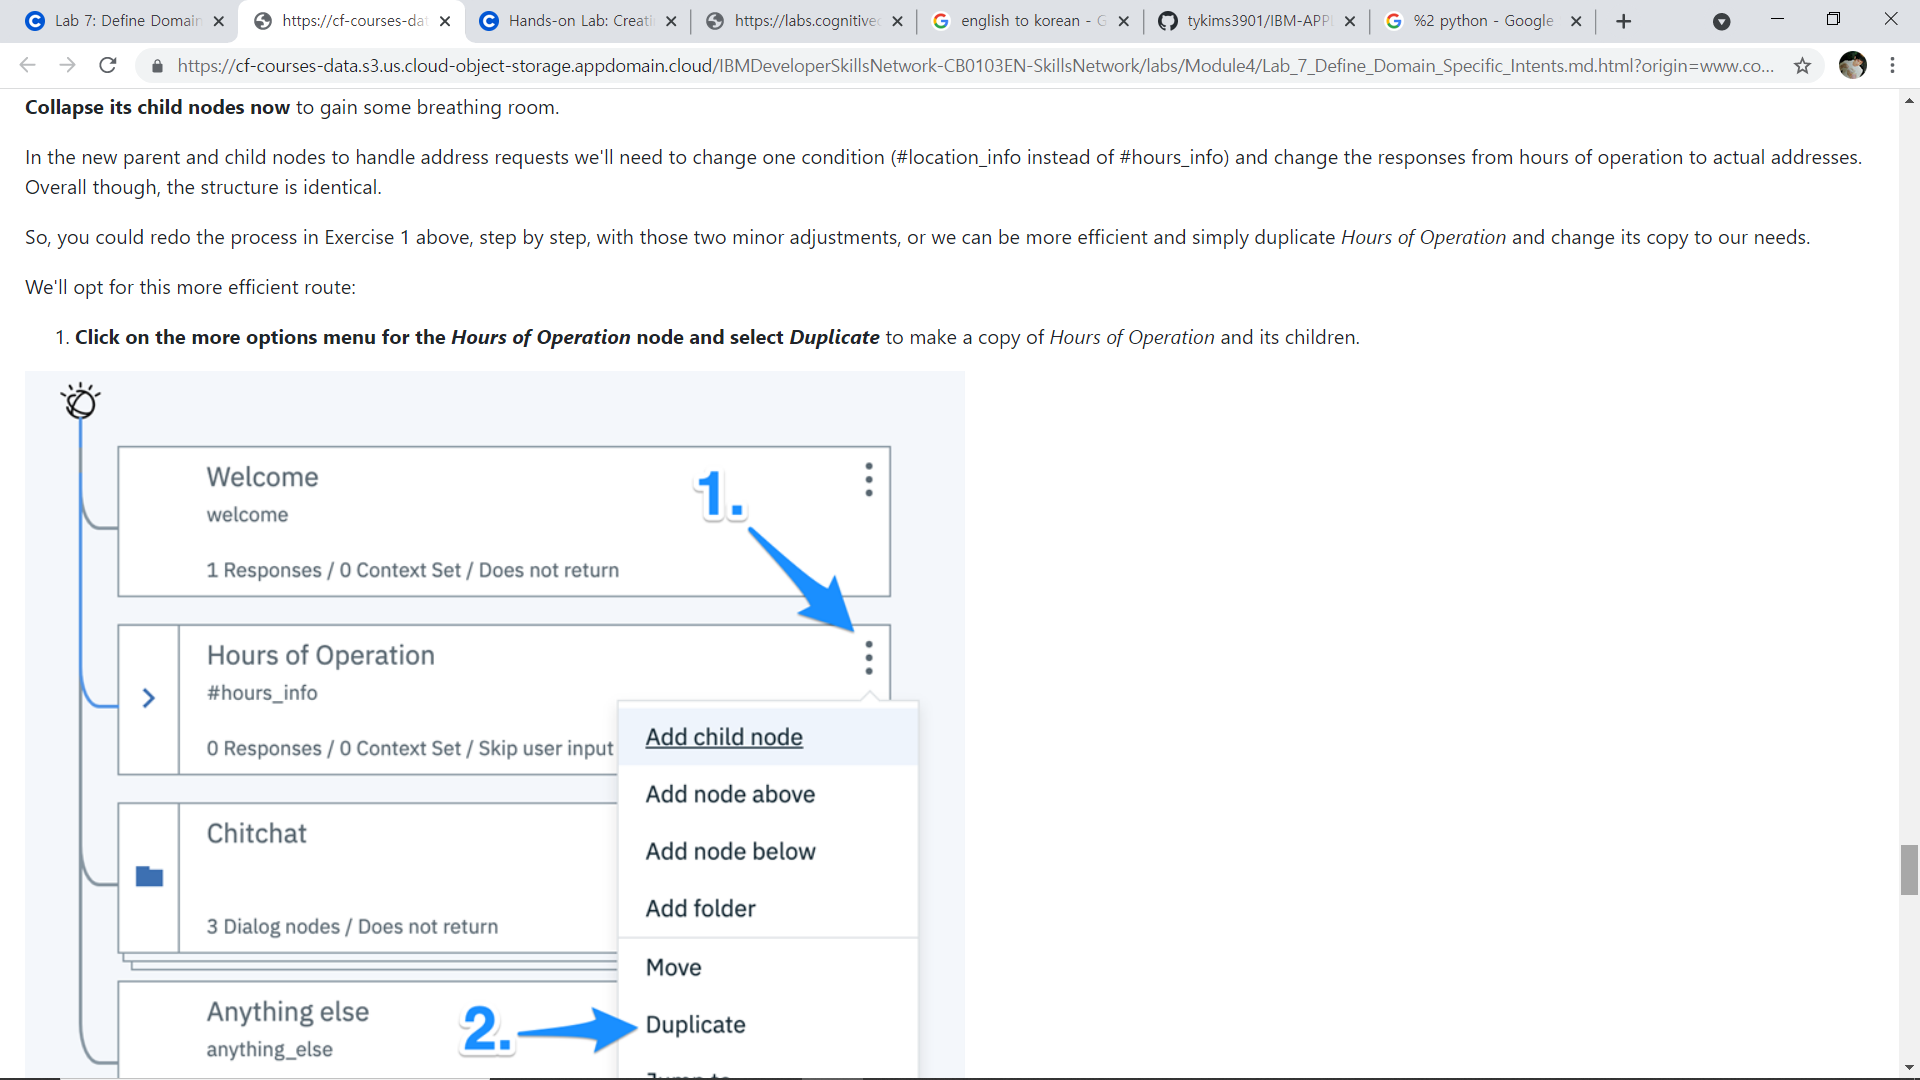 Lab 7: Define Domain
https://cf-courses-dat
Hands-on Lab: Creati
https://labs.cognitivec
english to korean - G
tykims3901/IBM-APPL
%2 python - Google
https://cf-courses-data.s3.us.cloud-object-storage.appdomain.cloud/IBMDeveloperSkillsNetwork-CB0103EN-SkillsNetwork/labs/Module4/Lab_7_Define_Domain_Specific_Intents.md.html?origin=www.co...
Collapse its child nodes now to gain some breathing room.
In the new parent and child nodes to handle address requests we'll need to change one condition (#location_info instead of #hours_info) and change the responses from hours of operation to actual addresses.
Overall though, the structure is identical.
So, you could redo the process in Exercise 1 above, step by step, with those two minor adjustments, or we can be more efficient and simply duplicate Hours of Operation and change its copy to our needs.
We'll opt for this more efficient route:
1. Click on the more options menu for the Hours of Operation node and select Duplicate to make a copy of Hours of Operation and its children.
Welcome
welcome
1 Responses / 0 Context Set / Does not return
1.
Hours of Operation
#hours_info
0 Responses / 0 Context Set / Skip user input
Add child node
Add node above
Add node below
Add folder
Move
Duplicate
Jump to
Chitchat
3 Dialog nodes / Does not return
Anything else
anything_else
2.